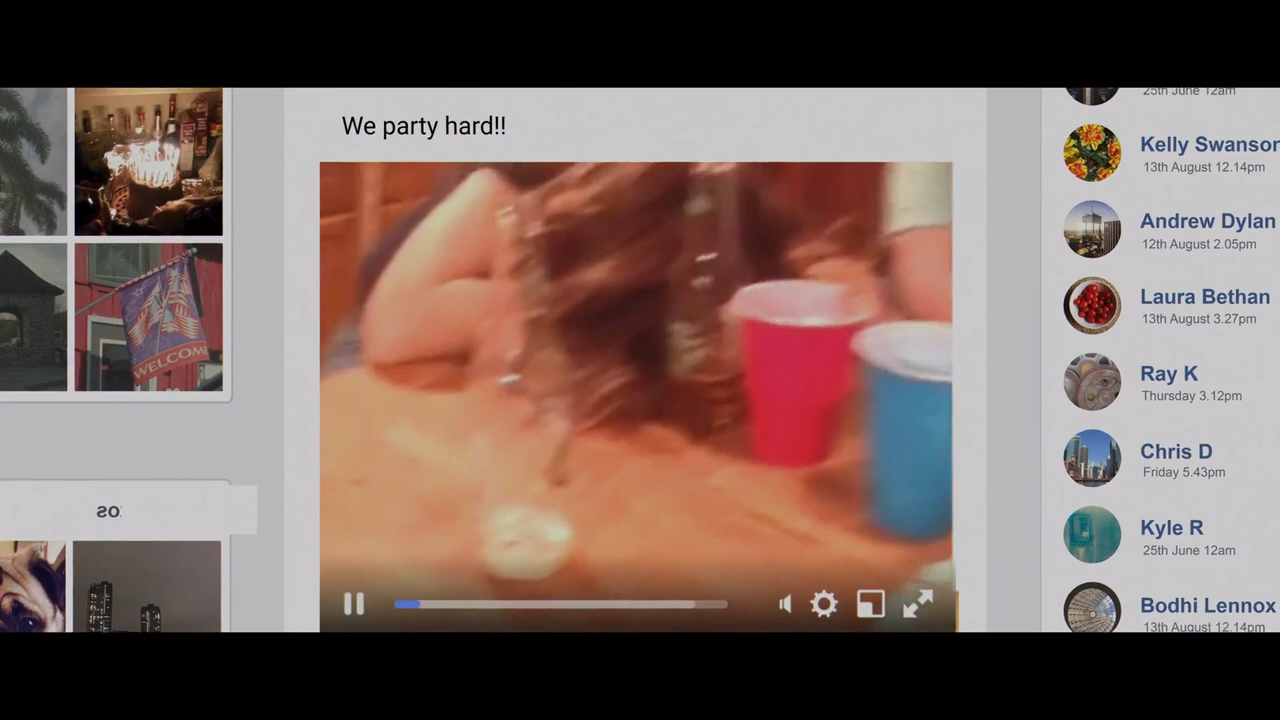 We party hard!!
WELCOME
so
25th June 12am
Kelly Swanson
13th August 12.14pm
Andrew Dylan
12th August 2.05pm
Laura Bethan
13th August 3.27pm
Ray K
Thursday 3.12pm
Chris D
Friday 5.43pm
Kyle R
25th June 12am
Bodhi Lennox
13th August 12.14pm